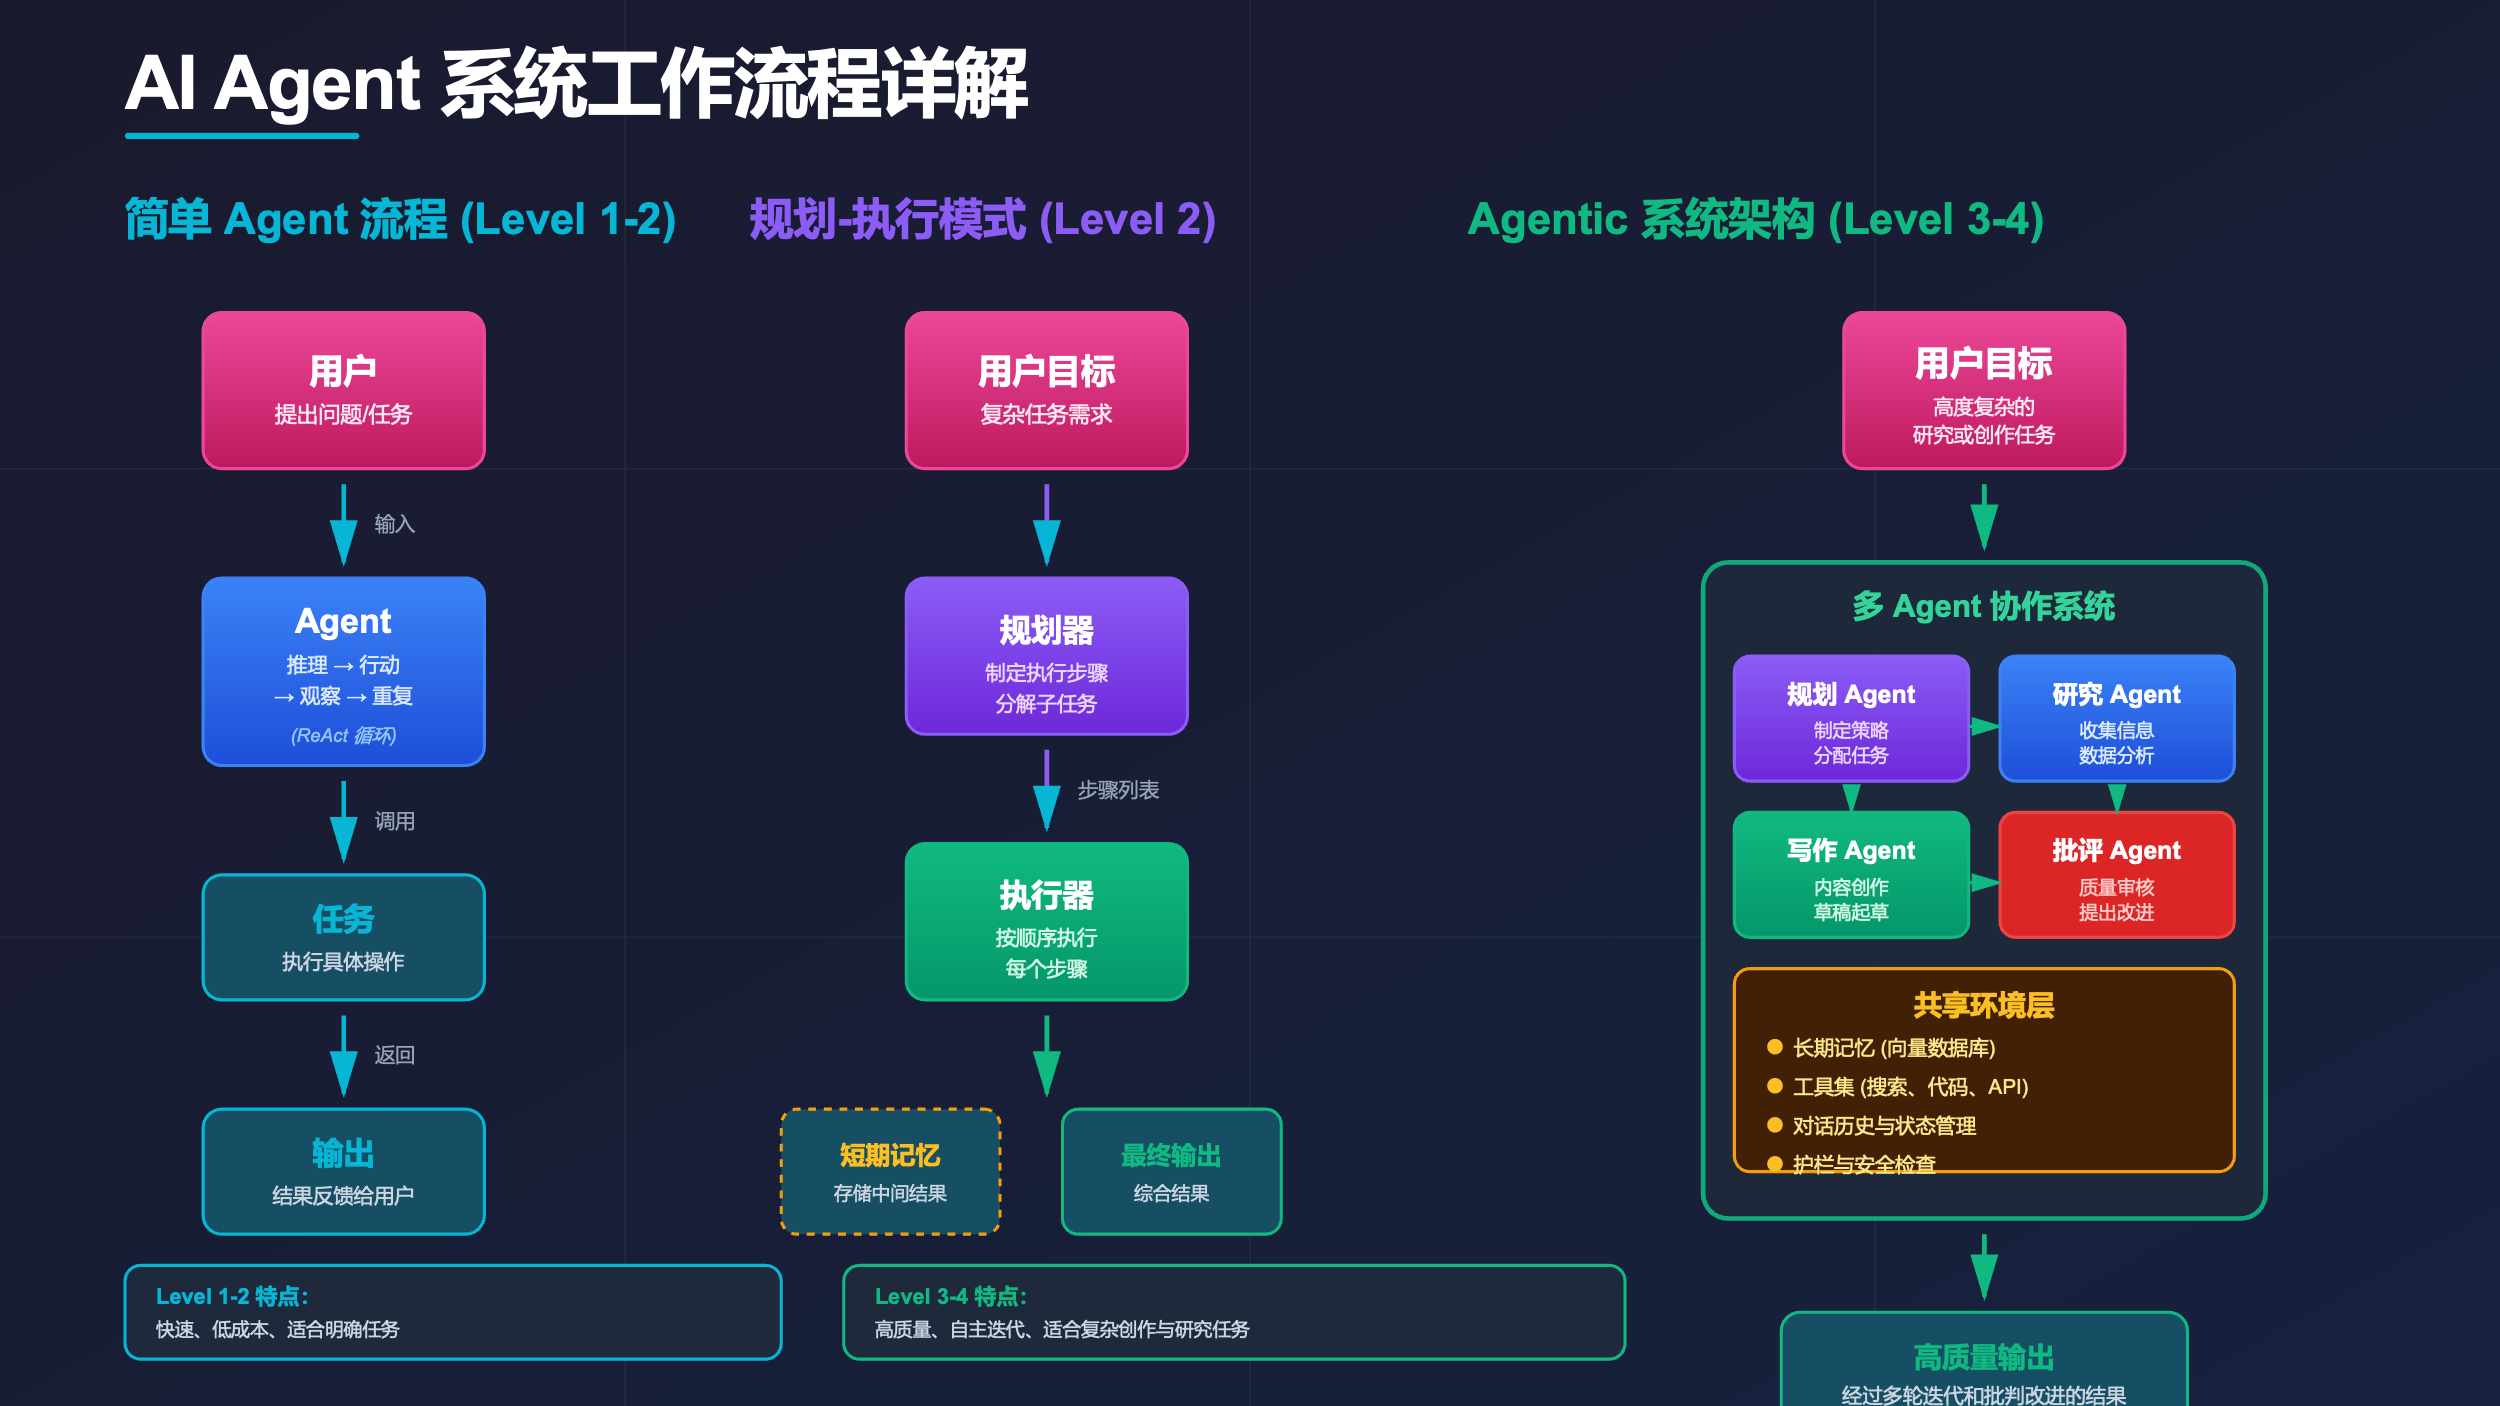 AI Agent 系统工作流程详解
简单 Agent 流程 (Level 1-2)
用户
提出问题/任务
输入
Agent
推理 → 行动
→ 观察 → 重复
(ReAct 循环)
调用
任务
执行具体操作
返回
输出
结果反馈给用户
规划-执行模式 (Level 2)
用户目标
复杂任务需求
规划器
制定执行步骤
分解子任务
步骤列表
执行器
按顺序执行
每个步骤
短期记忆
存储中间结果
最终输出
综合结果
Agentic 系统架构 (Level 3-4)
用户目标
高度复杂的
研究或创作任务
多 Agent 协作系统
规划 Agent
制定策略
分配任务
研究 Agent
收集信息
数据分析
写作 Agent
内容创作
草稿起草
批评 Agent
质量审核
提出改进
共享环境层
长期记忆 (向量数据库)
工具集 (搜索、代码、API)
对话历史与状态管理
护栏与安全检查
高质量输出
经过多轮迭代和批判改进的结果
Level 1-2 特点:
快速、低成本、适合明确任务
Level 3-4 特点:
高质量、自主迭代、适合复杂创作与研究任务